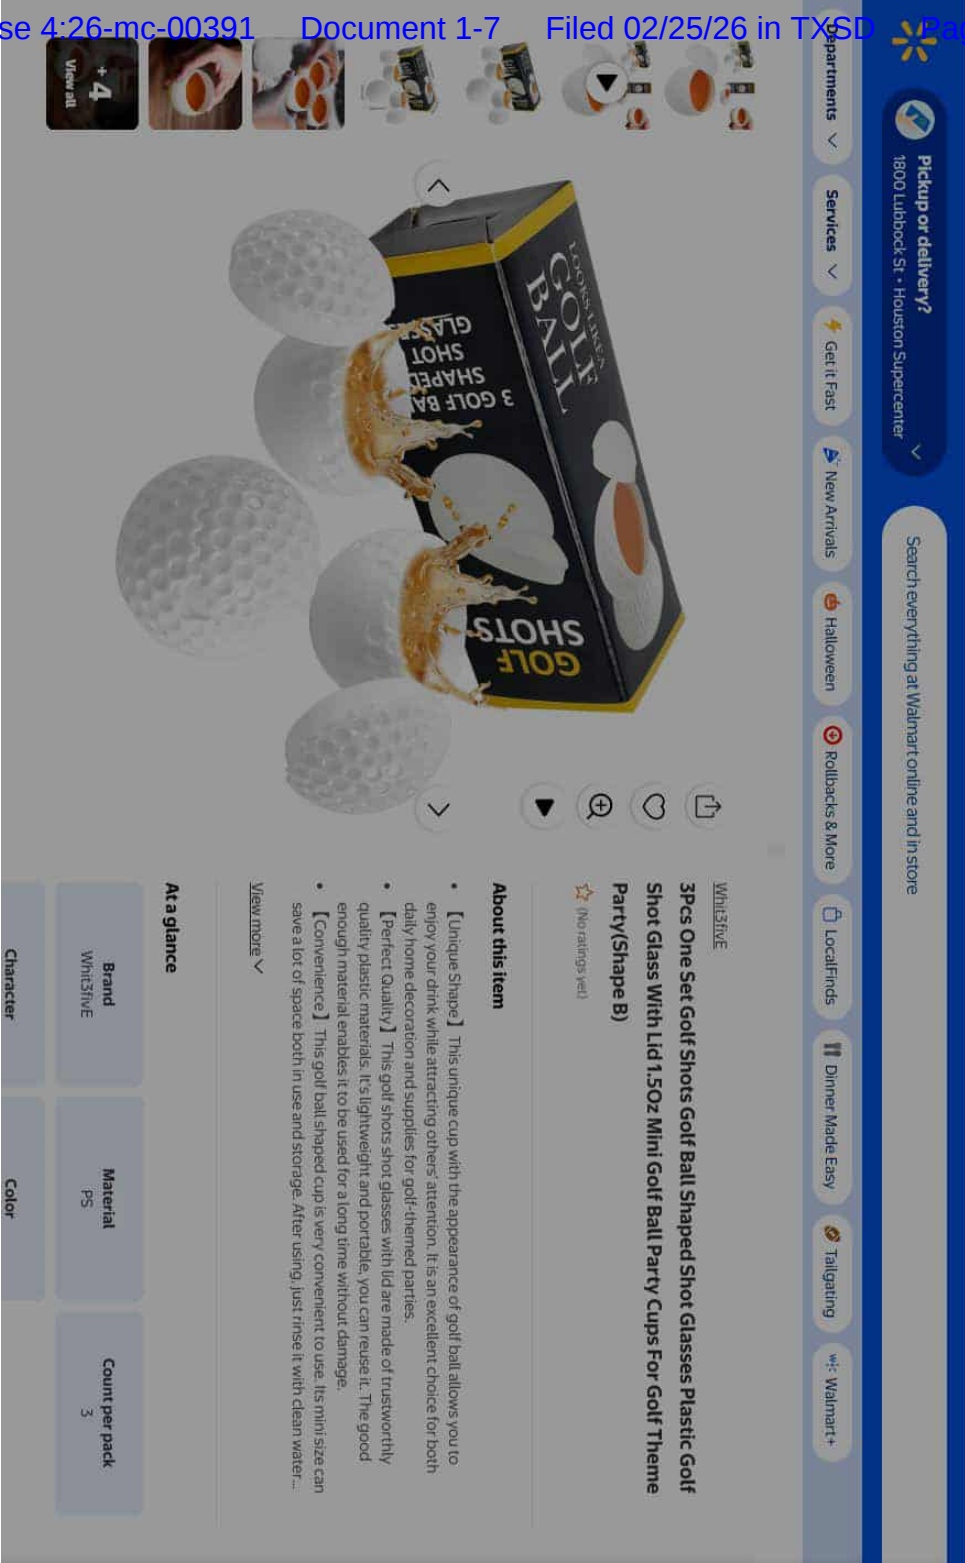 se 4:26-mc-00391 Document 1-7 Filed 02/25/26 in TXSD Pag
Pickup or delivery?
1800 Lubbock St • Houston Supercenter
Search everything at Walmart online and in store
Departments
Services
Get it Fast
New Arrivals
Halloween
Rollbacks & More
LocalFinds
Dinner Made Easy
Tailgating
Walmart+
+4
View all
LOOKS LIKE A
GOLF
BALL
3 GOLF BA
SHAPED
SHOT
GLASSES
GOLF
SHOTS
Whit3fivE
3Pcs One Set Golf Shots Golf Ball Shaped Shot Glasses Plastic Golf
Shot Glass With Lid 1.5Oz Mini Golf Ball Party Cups For Golf Theme
Party(Shape B)
(No ratings yet)
About this item
• 【Unique Shape】This unique cup with the appearance of golf ball allows you to
enjoy your drink while attracting others' attention. It is an excellent choice for both
daily home decoration and supplies for golf-themed parties.
• 【Perfect Quality】This golf shots shot glasses with lid are made of trustworthly
quality plastic materials. It's lightweight and portable, you can reuse it. The good
enough material enables it to be used for a long time without damage.
• 【Convenience】This golf ball shaped cup is very convenient to use. Its mini size can
save a lot of space both in use and storage. After using, just rinse it with clean water...
View more
At a glance
Brand
Whit3fivE
Material
PS
Count per pack
3
Character
Color